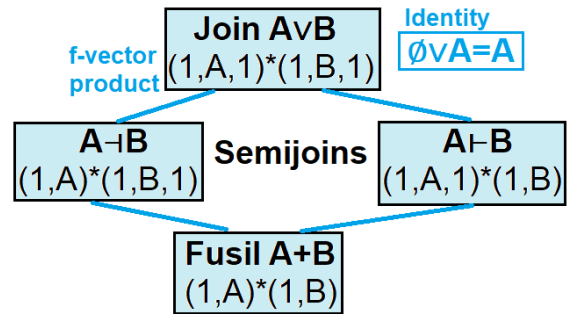 Join A∨B
(1,A,1)*(1,B,1)
f-vector
product
Identity
∅∨A=A
A⊣B
(1,A)*(1,B,1)
Semijoins
A⊢B
(1,A,1)*(1,B)
Fusil A+B
(1,A)*(1,B)